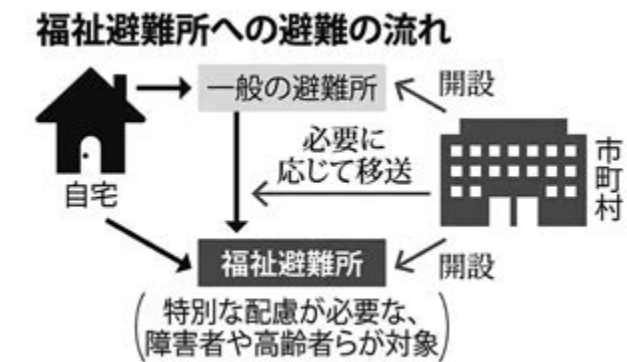 福祉避難所への避難の流れ
一般の避難所
開設
必要に
応じて移送
自宅
市町村
福祉避難所
開設
(特別な配慮が必要な、
障害者や高齢者らが対象)